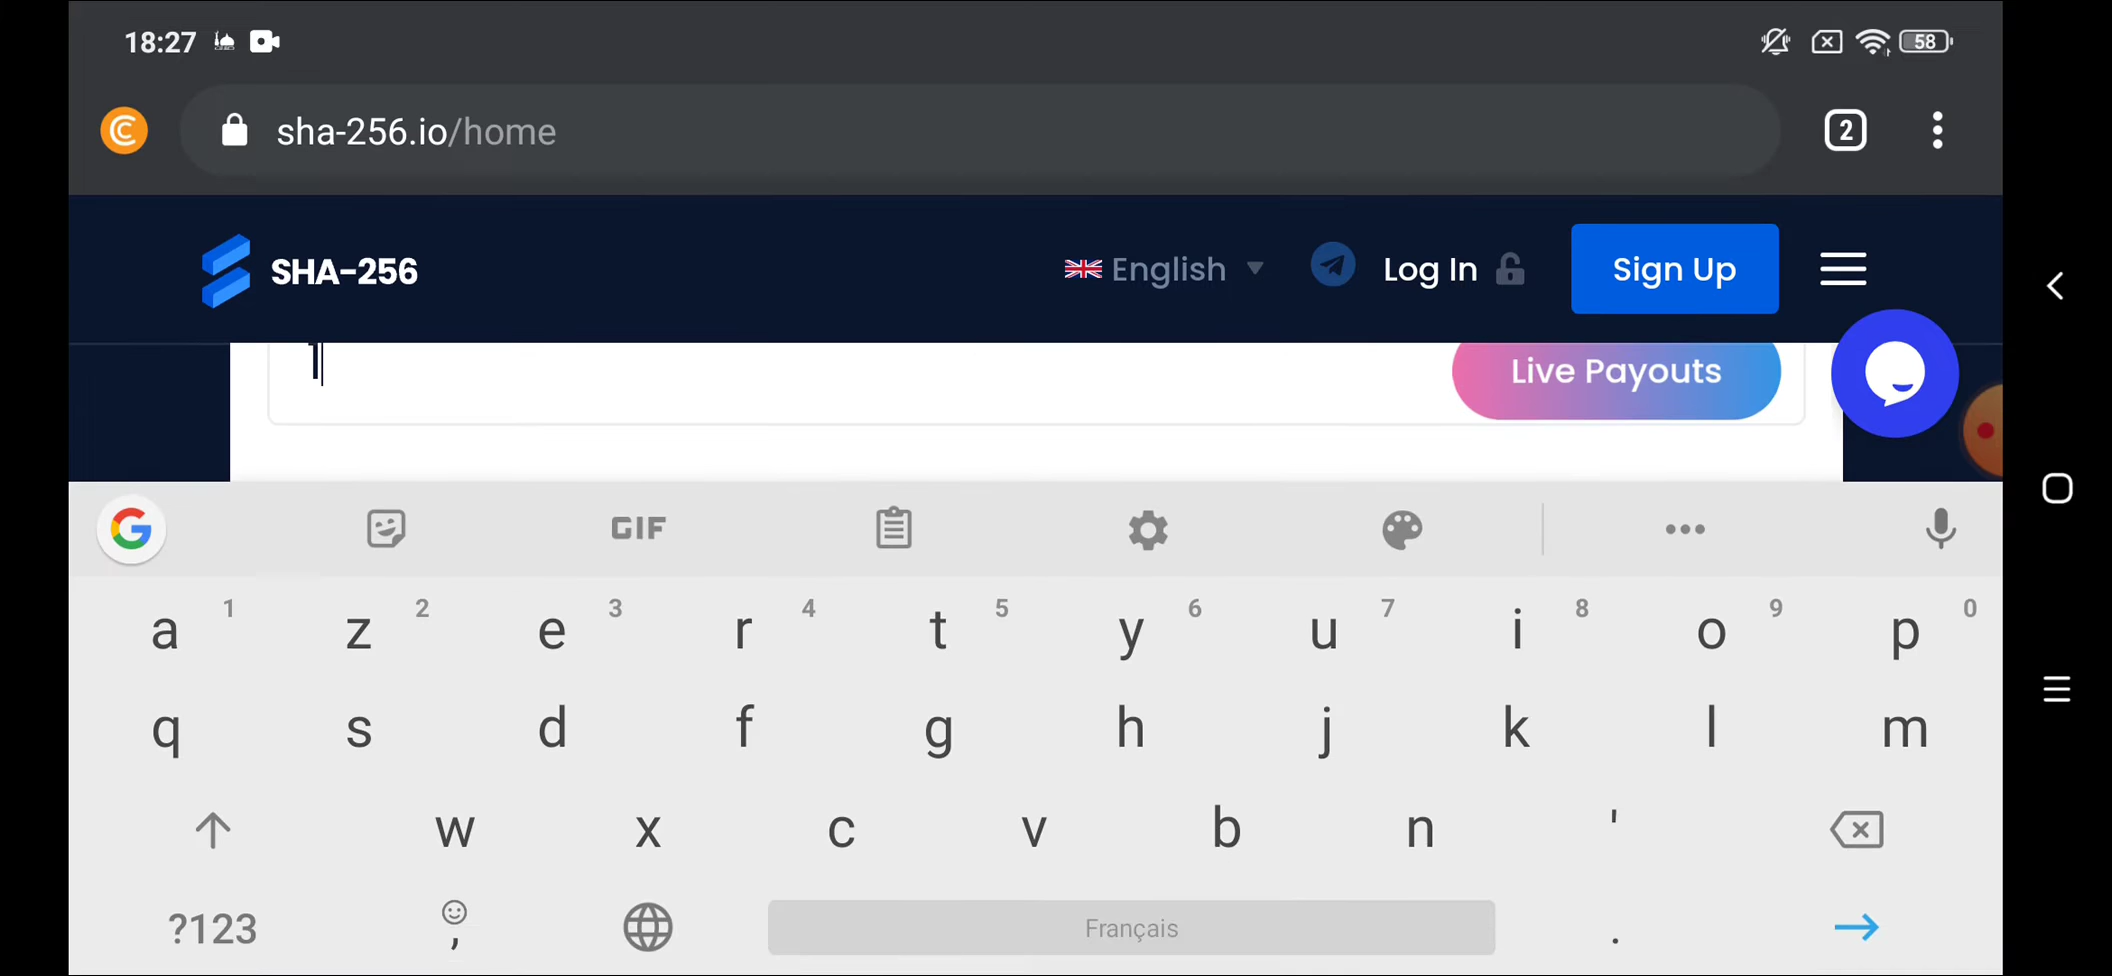 18:27 58
sha-256.io/home 2
SHA-256 English Log In Sign Up
1 Live Payouts
G GIF
a 1 z 2 e 3 r 4 t 5 y 6 u 7 i 8 o 9 p 0
q s d f g h j k l m
w x c v b n '
?123 , Français .